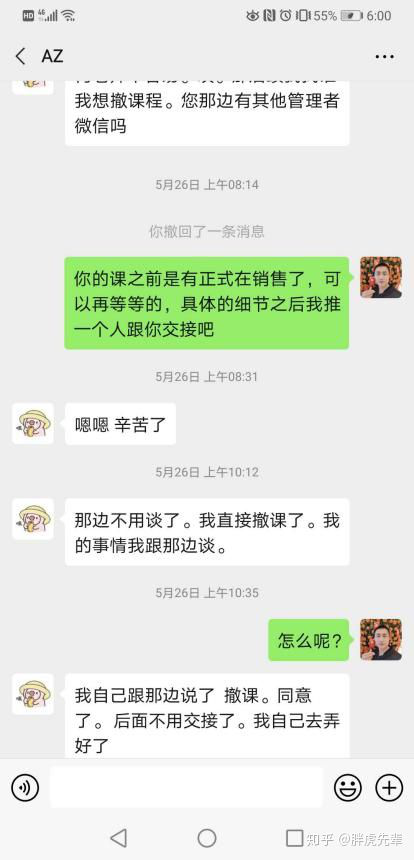 HD 4G 55% 6:00
AZ
我想撤课程。您那边有其他管理者
微信吗
5月26日 上午08:14
你撤回了一条消息
你的课之前是有正式在销售了，可
以再等等的，具体的细节之后我推
一个人跟你交接吧
5月26日 上午08:31
嗯嗯 辛苦了
5月26日 上午10:12
那边不用谈了。我直接撤课了。我
的事情我跟那边谈。
5月26日 上午10:35
怎么呢?
我自己跟那边说了 撤课。同意
了。后面不用交接了。我自己去弄
好了
知乎 @胖虎先辈